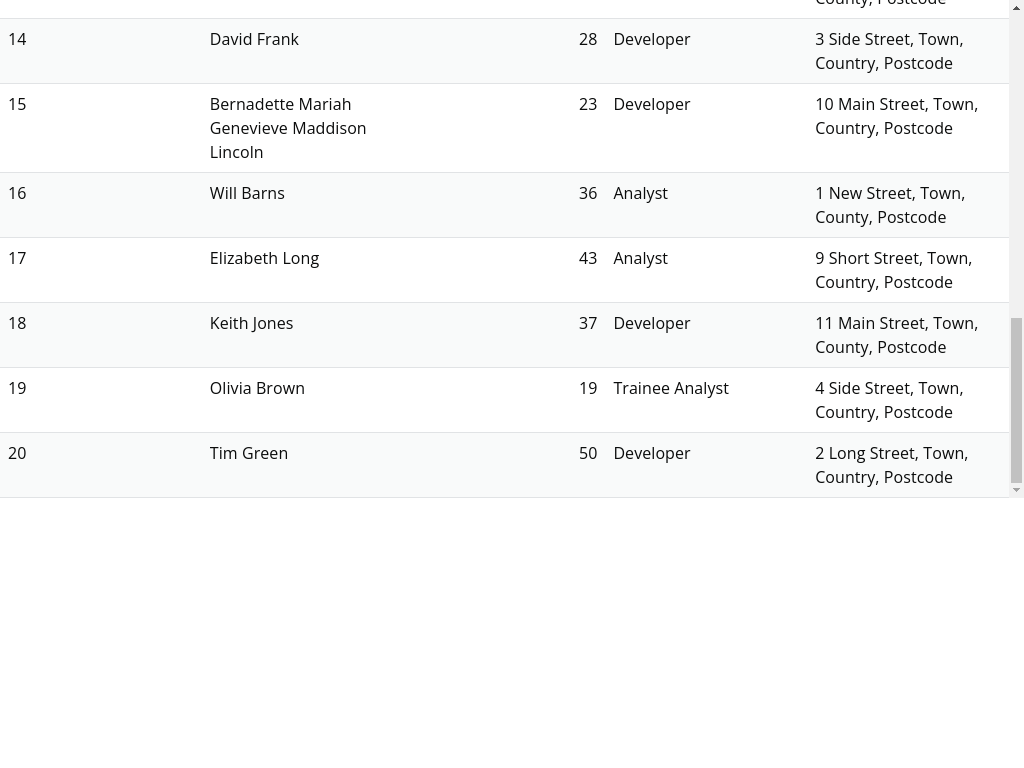 County, Postcode
14 David Frank 28 Developer 3 Side Street, Town,
Country, Postcode
15 Bernadette Mariah 23 Developer 10 Main Street, Town,
Genevieve Maddison Country, Postcode
Lincoln
16 Will Barns 36 Analyst 1 New Street, Town,
County, Postcode
17 Elizabeth Long 43 Analyst 9 Short Street, Town,
Country, Postcode
18 Keith Jones 37 Developer 11 Main Street, Town,
County, Postcode
19 Olivia Brown 19 Trainee Analyst 4 Side Street, Town,
Country, Postcode
20 Tim Green 50 Developer 2 Long Street, Town,
Country, Postcode